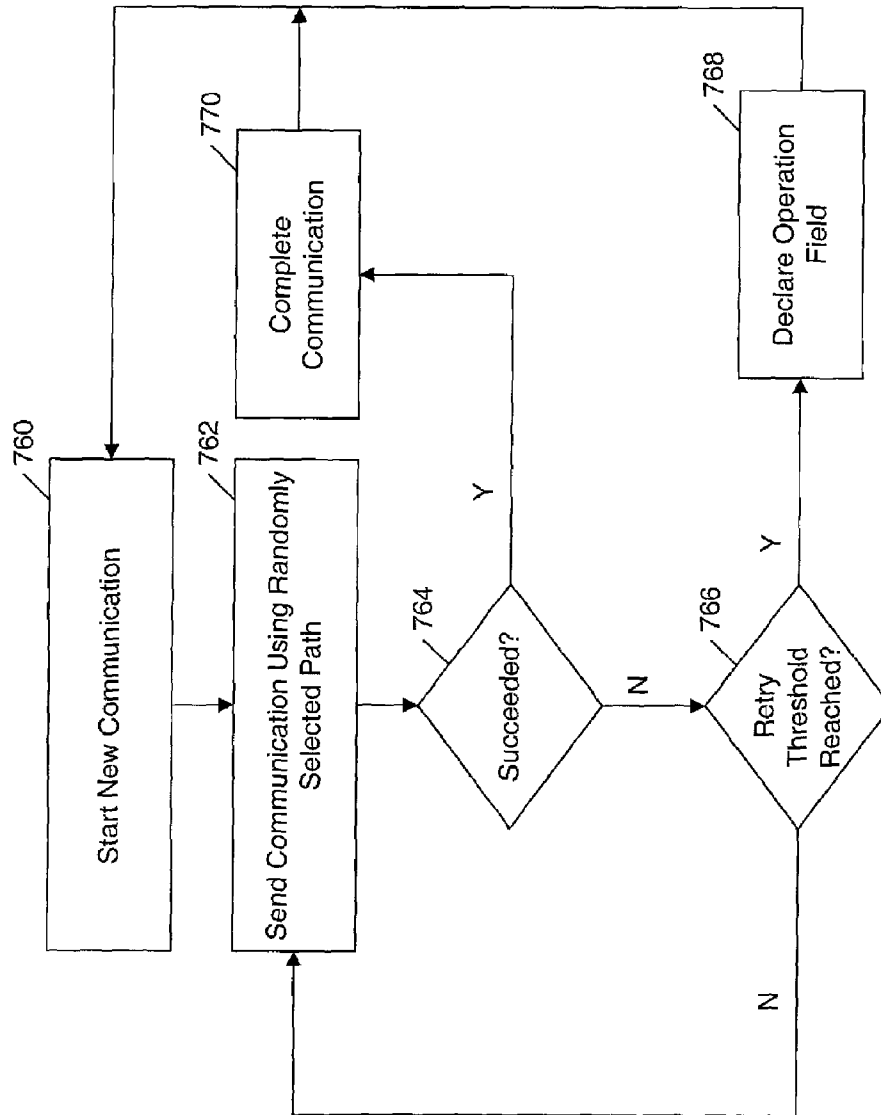 760
Start New Communication
762
Send Communication Using Randomly
Selected Path
764
Succeeded?
Y
N
770
Complete
Communication
766
Retry
Threshold
Reached?
Y
N
768
Declare Operation
Field